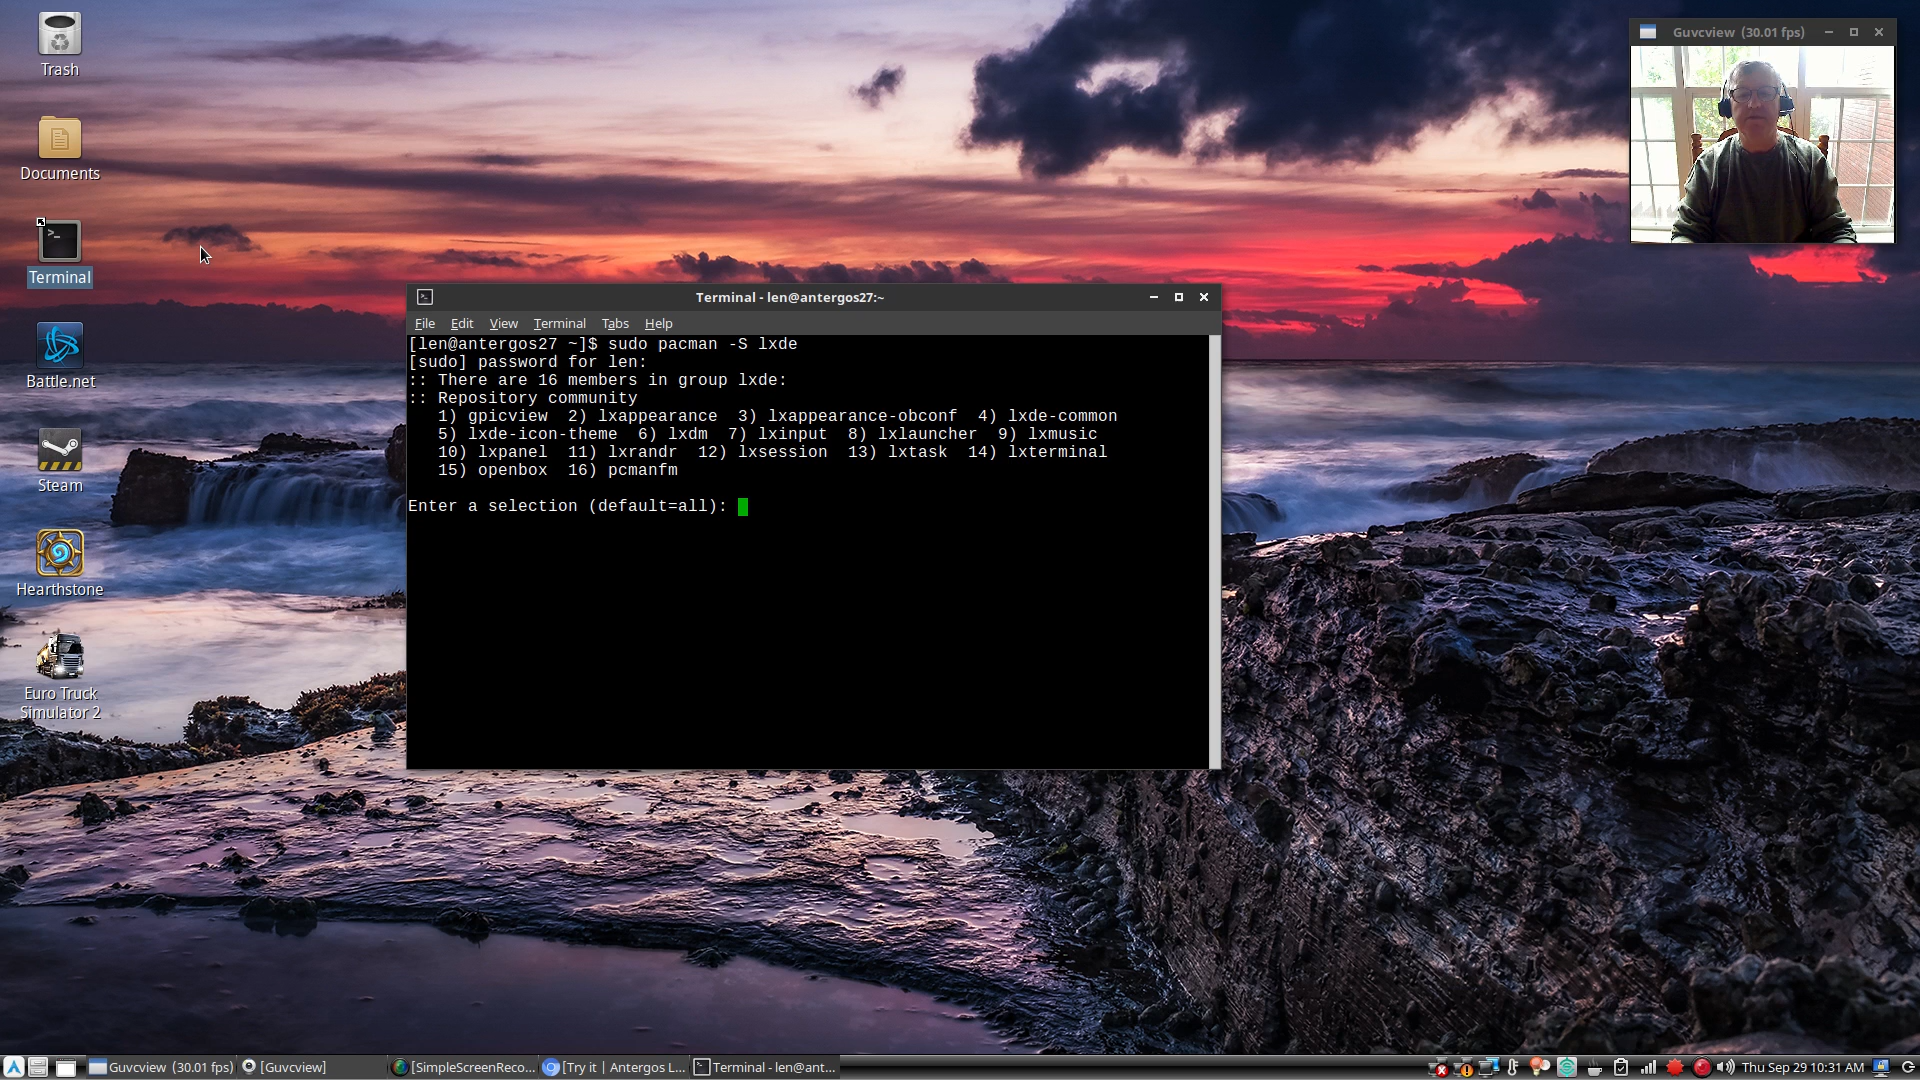 Trash
Documents
Terminal
Battle.net
Steam
Hearthstone
Euro Truck
Simulator 2
Guvcview (30.01 fps)
Terminal - len@antergos27:~
File Edit View Terminal Tabs Help
[len@antergos27 ~]$ sudo pacman -S lxde
[sudo] password for len:
:: There are 16 members in group lxde:
:: Repository community
1) gpicview 2) lxappearance 3) lxappearance-obconf 4) lxde-common
5) lxde-icon-theme 6) lxdm 7) lxinput 8) lxlauncher 9) lxmusic
10) lxpanel 11) lxrandr 12) lxsession 13) lxtask 14) lxterminal
15) openbox 16) pcmanfm
Enter a selection (default=all):
Guvcview (30.01 fps) [Guvcview] [SimpleScreenReco... [Try it | Antergos L... Terminal - len@ant... Thu Sep 29 10:31 AM